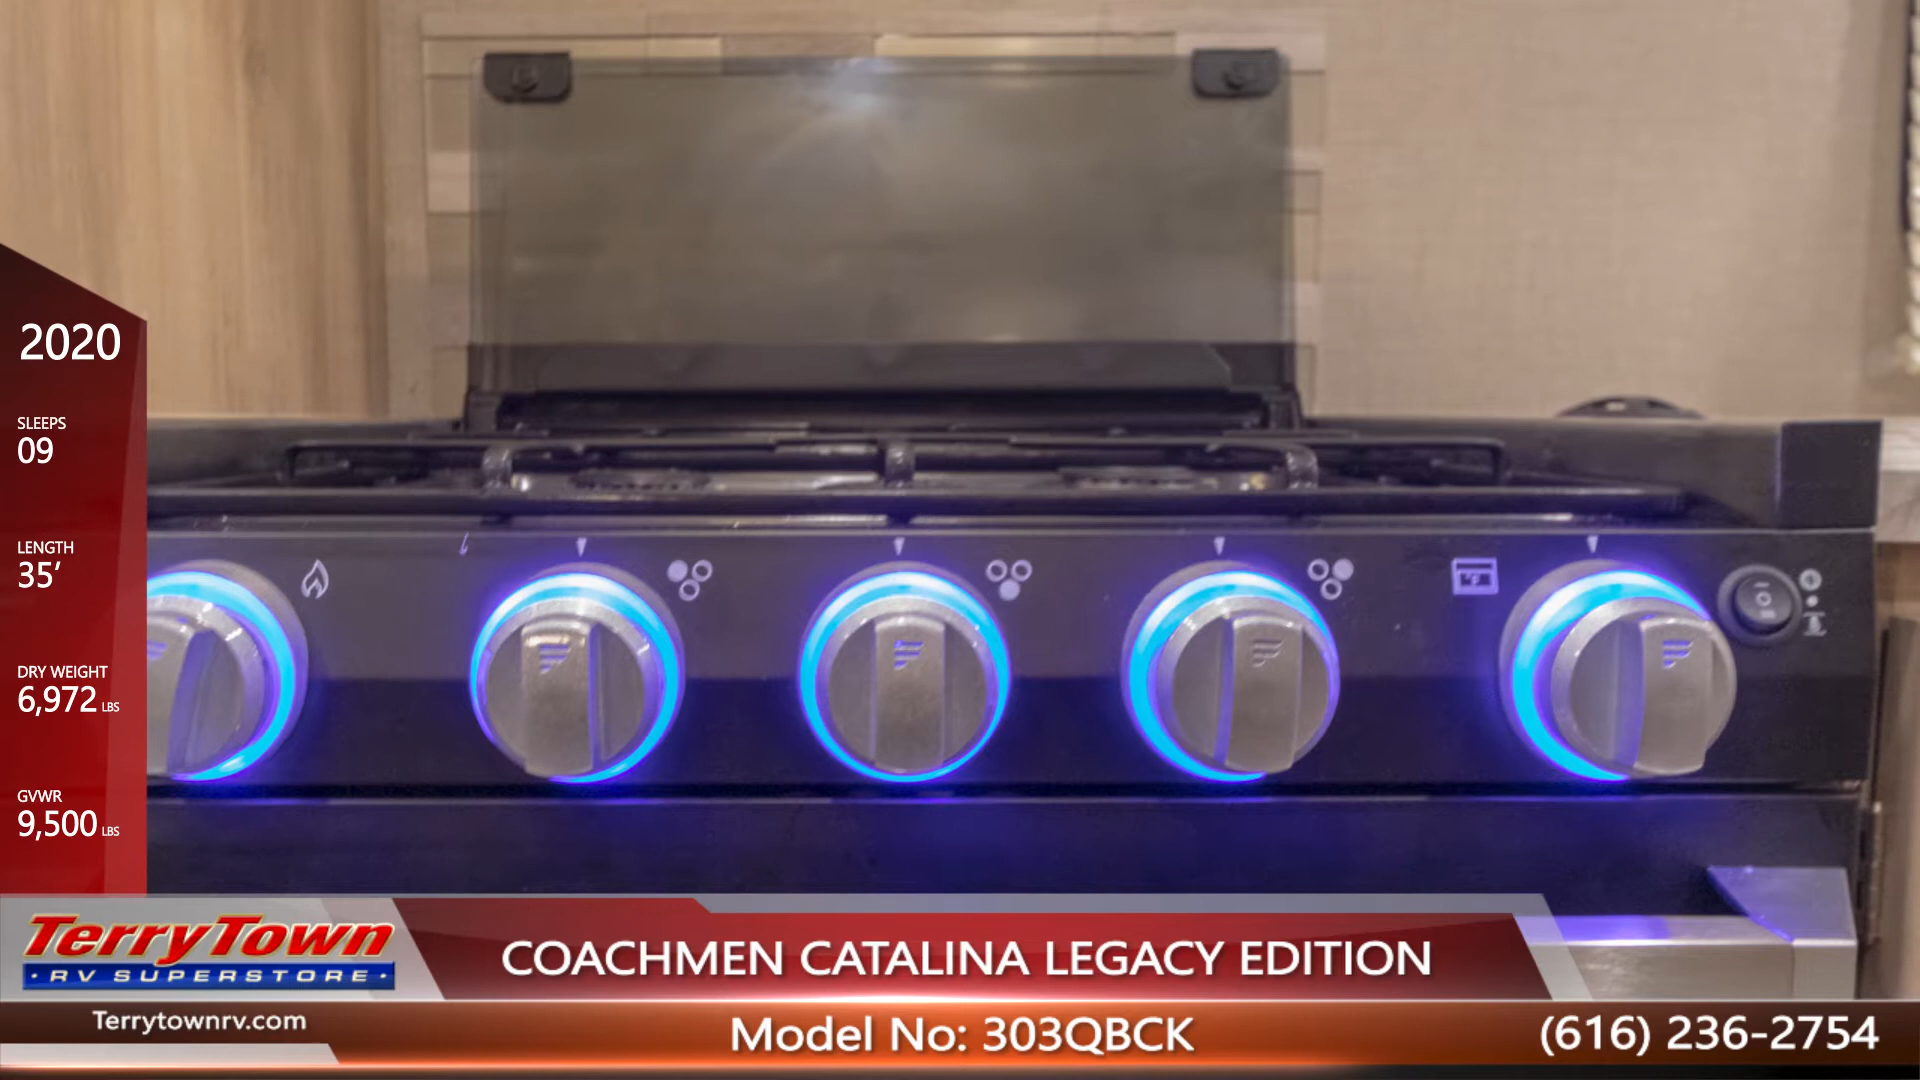 2020
SLEEPS
09
LENGTH
35’
DRY WEIGHT
6,972 LBS
GVWR
9,500 LBS
TerryTown
· RV SUPERSTORE ·
COACHMEN CATALINA LEGACY EDITION
Terrytownrv.com
Model No: 303QBCK
(616) 236-2754